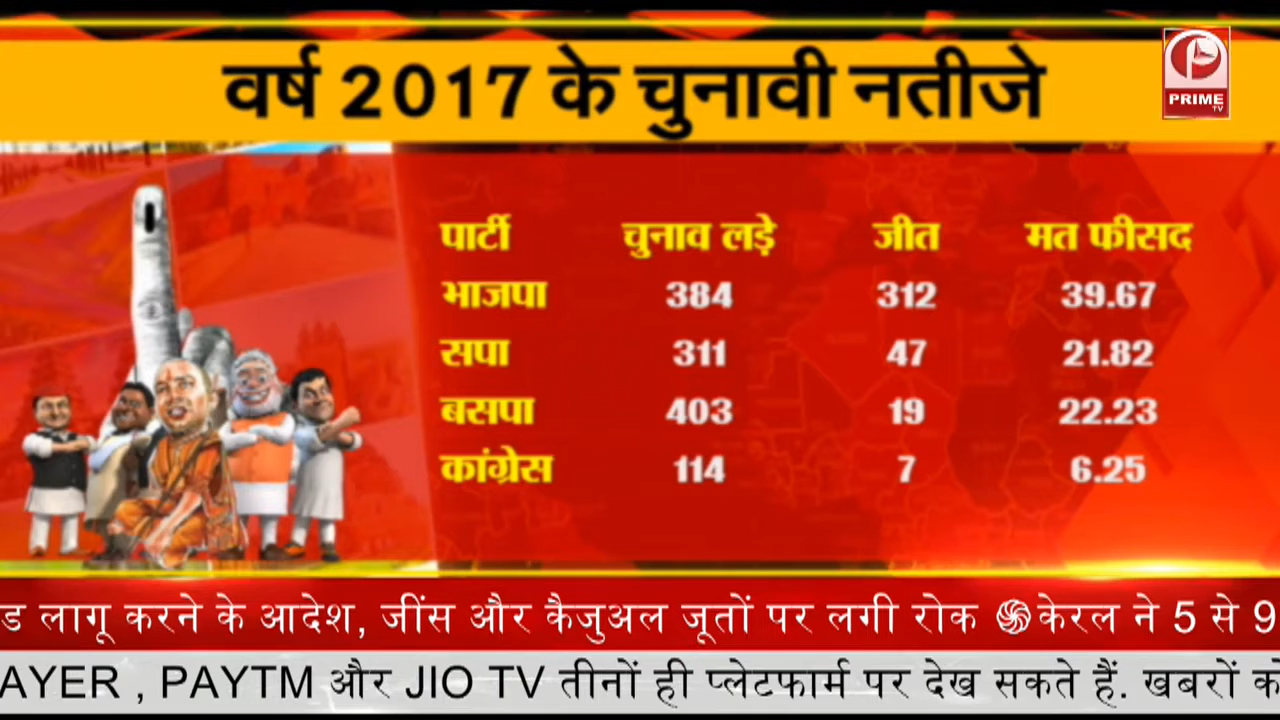 वर्ष 2017 के चुनावी नतीजे
PRIME
TV
पार्टी चुनाव लड़े जीत मत फीसद
भाजपा 384 312 39.67
सपा 311 47 21.82
बसपा 403 19 22.23
कांग्रेस 114 7 6.25
ड लागू करने के आदेश, जींस और कैजुअल जूतों पर लगी रोक केरल ने 5 से 9
AYER , PAYTM और JIO TV तीनों ही प्लेटफार्म पर देख सकते हैं. खबरों को